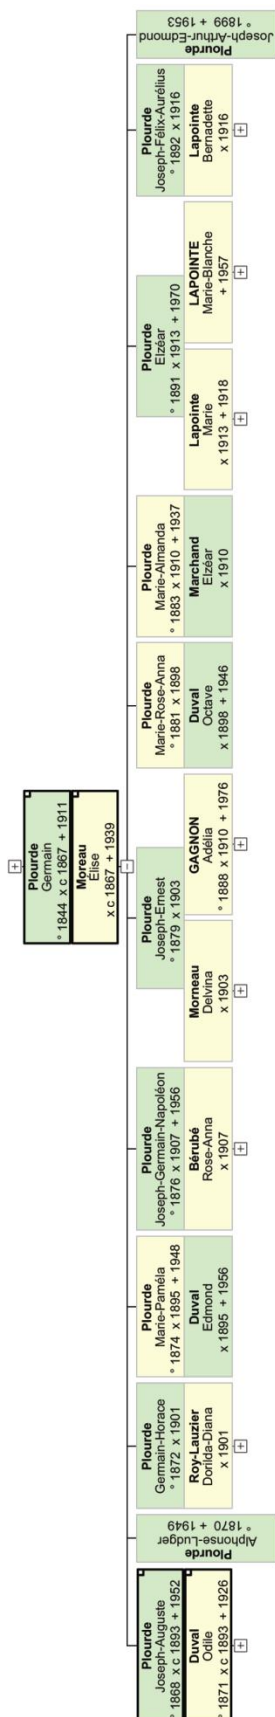 Plourde
Germain
° 1844 x c 1867 + 1911
Moreau
Élise
x c 1867 + 1939
Plourde
Joseph-Auguste
° 1868 x c 1893 + 1952
Duval
Odile
° 1871 x c 1893 + 1926
Plourde
Alphonse-Ludger
° 1870 + 1949
Plourde
Germain-Horace
° 1872 x 1901
Roy-Lauzier
Dorilda-Diana
x 1901
Plourde
Marie-Paméla
° 1874 x 1895 + 1948
Duval
Edmond
x 1895 + 1956
Plourde
Joseph-Germain-Napoléon
° 1876 x 1907 + 1956
Bérubé
Rose-Anna
x 1907
Plourde
Joseph-Ernest
° 1879 x 1903
Morneau
Delvina
x 1903
GAGNON
Adélia
° 1888 x 1910 + 1976
Plourde
Marie-Rose-Anna
° 1881 x 1898
Duval
Octave
x 1898 + 1946
Plourde
Marie-Almanda
° 1883 x 1910 + 1937
Marchand
Elzéar
x 1910
Plourde
Elzéar
° 1891 x 1913 + 1970
Lapointe
Marie
x 1913 + 1918
LAPOINTE
Marie-Blanche
+ 1957
Plourde
Joseph-Félix-Aurélius
° 1892 x 1916
Lapointe
Bernadette
x 1916
Plourde
Joseph-Arthur-Edmond
° 1899 + 1953